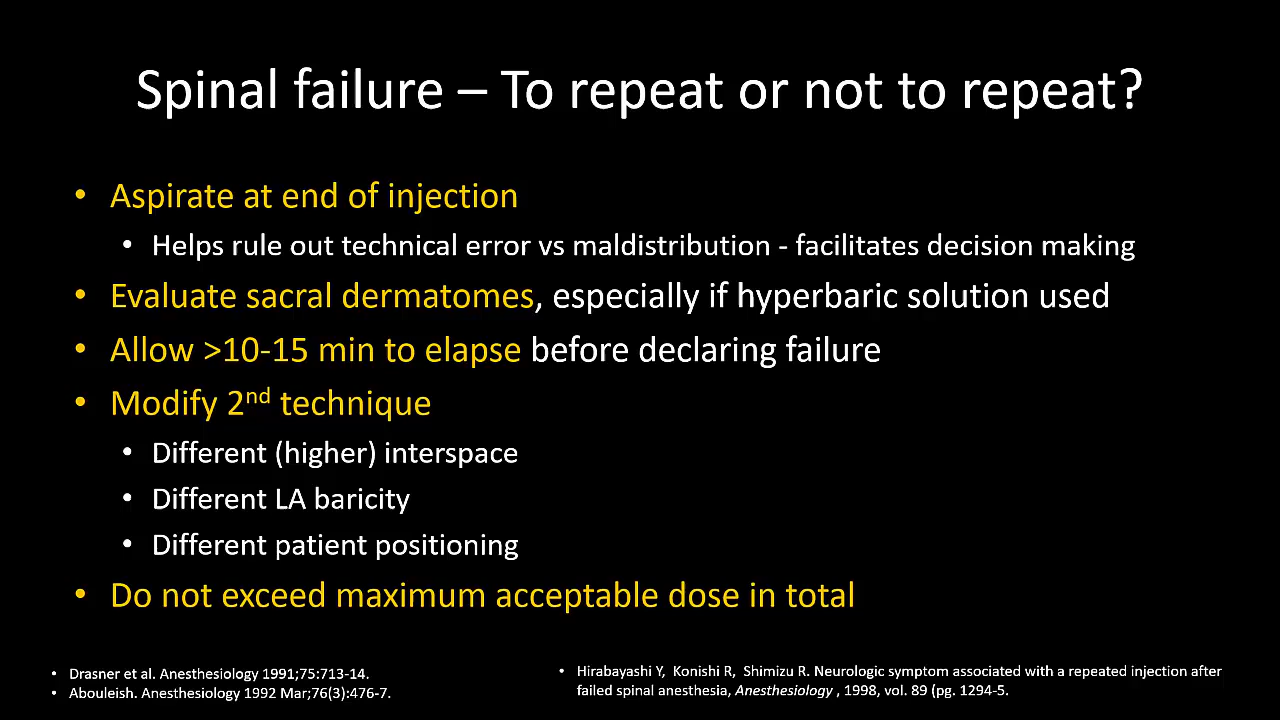 Spinal failure – To repeat or not to repeat?
• Aspirate at end of injection
• Helps rule out technical error vs maldistribution - facilitates decision making
• Evaluate sacral dermatomes, especially if hyperbaric solution used
• Allow >10-15 min to elapse before declaring failure
• Modify 2nd technique
• Different (higher) interspace
• Different LA baricity
• Different patient positioning
• Do not exceed maximum acceptable dose in total
• Drasner et al. Anesthesiology 1991;75:713-14.
• Abouleish. Anesthesiology 1992 Mar;76(3):476-7.
• Hirabayashi Y, Konishi R, Shimizu R. Neurologic symptom associated with a repeated injection after
failed spinal anesthesia, Anesthesiology , 1998, vol. 89 (pg. 1294-5.